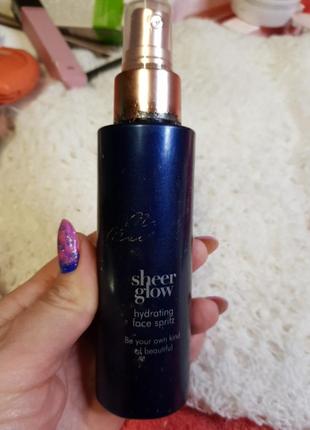 sheer
glow
hydrating
face spritz
Be your own kind
of beautiful